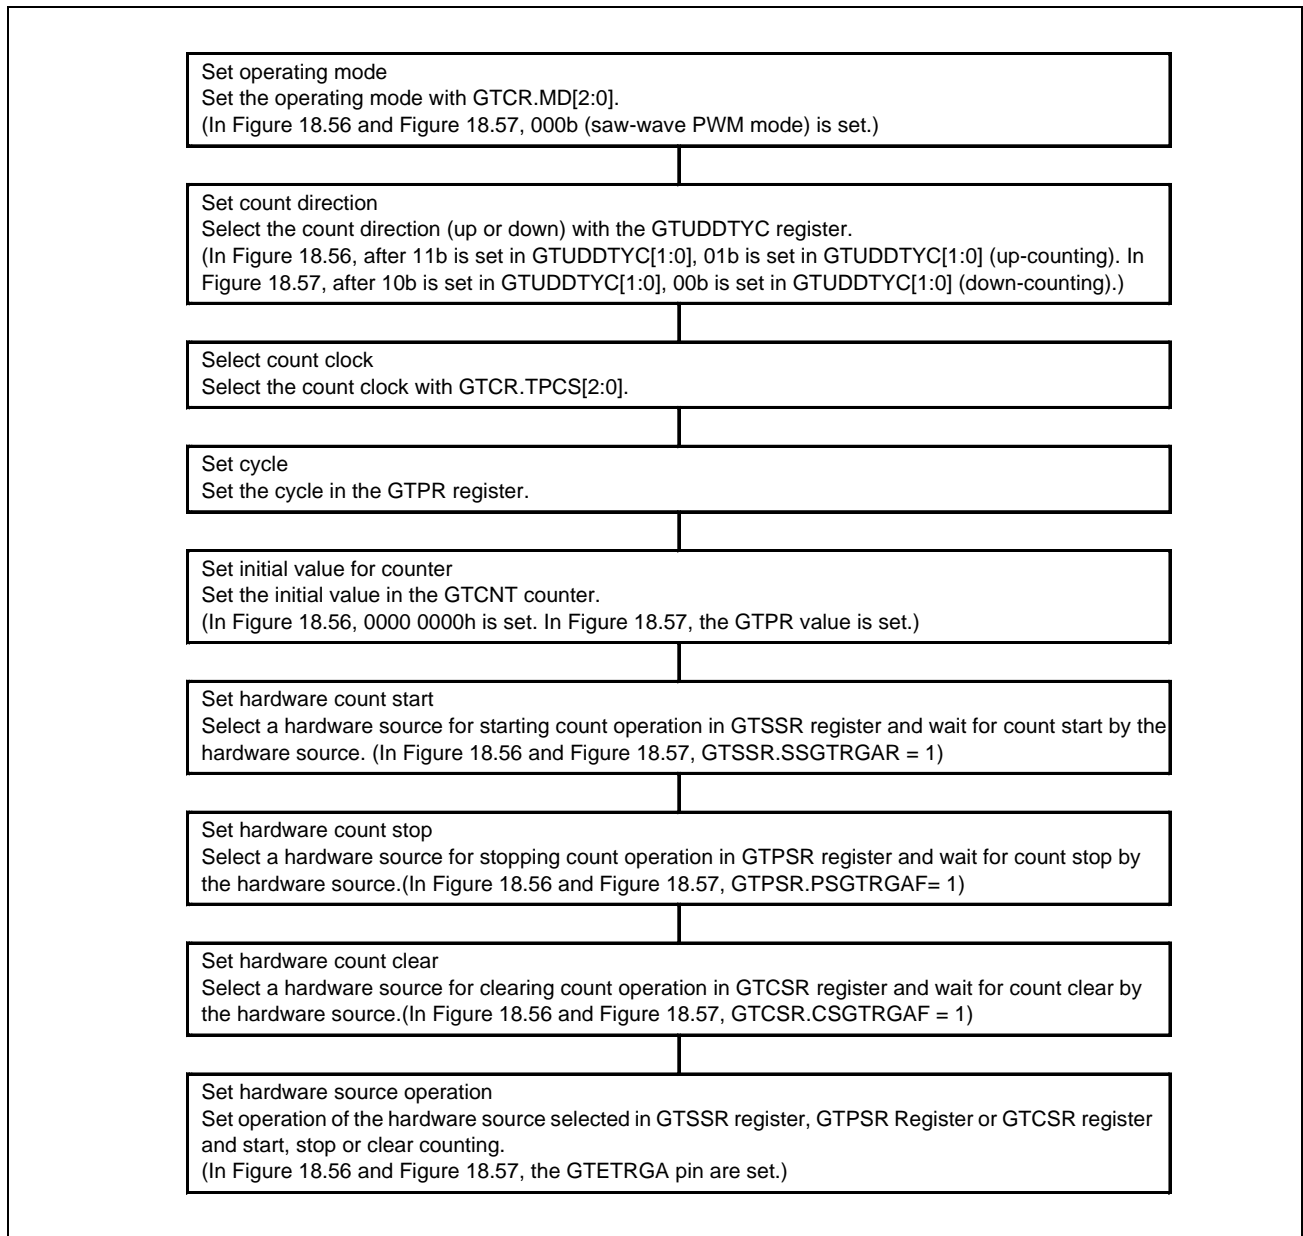 Set operating mode
Set the operating mode with GTCR.MD[2:0].
(In Figure 18.56 and Figure 18.57, 000b (saw-wave PWM mode) is set.)
Set count direction
Select the count direction (up or down) with the GTUDDTYC register.
(In Figure 18.56, after 11b is set in GTUDDTYC[1:0], 01b is set in GTUDDTYC[1:0] (up-counting). In
Figure 18.57, after 10b is set in GTUDDTYC[1:0], 00b is set in GTUDDTYC[1:0] (down-counting).)
Select count clock
Select the count clock with GTCR.TPCS[2:0].
Set cycle
Set the cycle in the GTPR register.
Set initial value for counter
Set the initial value in the GTCNT counter.
(In Figure 18.56, 0000 0000h is set. In Figure 18.57, the GTPR value is set.)
Set hardware count start
Select a hardware source for starting count operation in GTSSR register and wait for count start by the
hardware source. (In Figure 18.56 and Figure 18.57, GTSSR.SSGTRGAR = 1)
Set hardware count stop
Select a hardware source for stopping count operation in GTPSR register and wait for count stop by
the hardware source.(In Figure 18.56 and Figure 18.57, GTPSR.PSGTRGAF= 1)
Set hardware count clear
Select a hardware source for clearing count operation in GTCSR register and wait for count clear by
the hardware source.(In Figure 18.56 and Figure 18.57, GTCSR.CSGTRGAF = 1)
Set hardware source operation
Set operation of the hardware source selected in GTSSR register, GTPSR Register or GTCSR register
and start, stop or clear counting.
(In Figure 18.56 and Figure 18.57, the GTETRGA pin are set.)